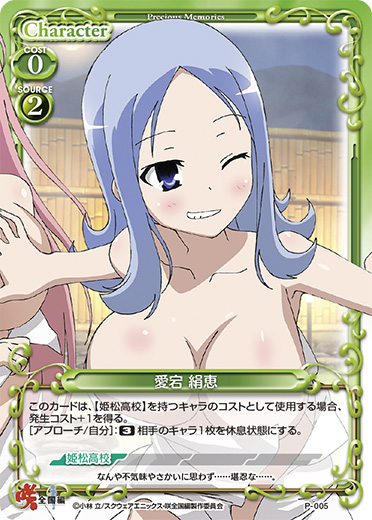 Precious Memories
Character
COST
0
SOURCE
2
愛宕 絹恵
このカードは、【姫松高校】を持つキャラのコストとして使用する場合、
発生コスト+1を得る。
[アプローチ/自分]:3 相手のキャラ1枚を休息状態にする。
姫松高校
なんや不気味やさかいに思わず……堪忍な……。
咲 全国編
©小林 立/スクウェアエニックス・咲全国編製作委員会
P-005